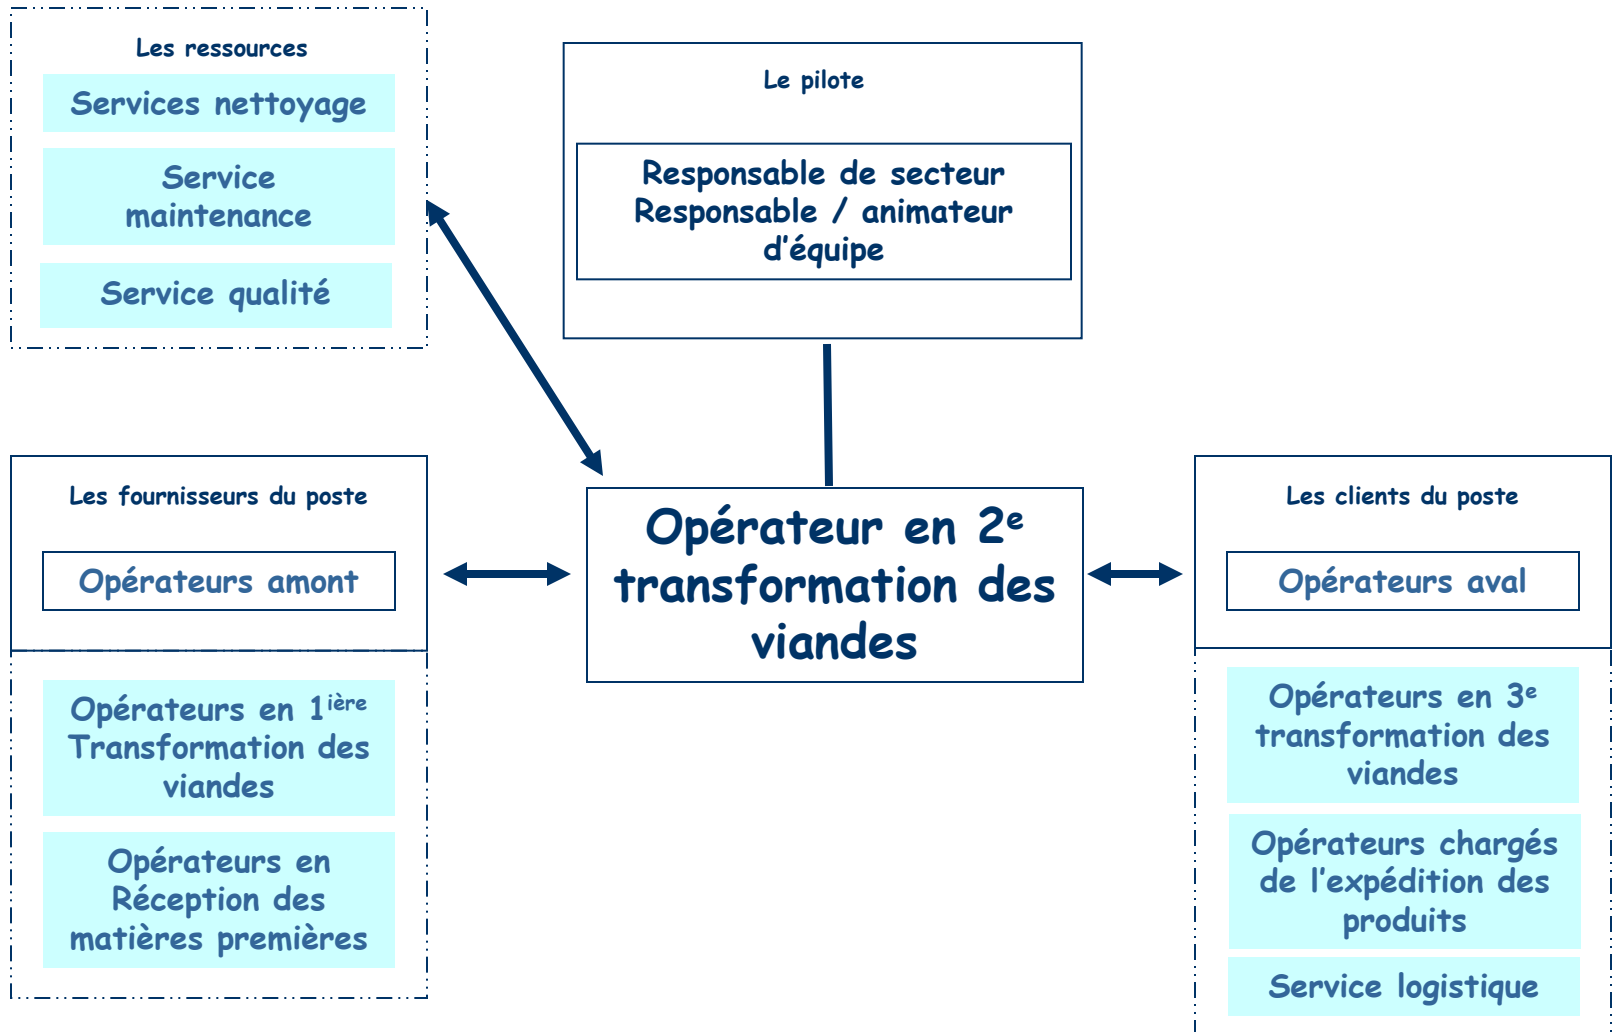 Les ressources
Services nettoyage
Service
maintenance
Service qualité
Le pilote
Responsable de secteur
Responsable / animateur
d'équipe
Les fournisseurs du poste
Opérateurs amont
Opérateurs en 1ière
Transformation des
viandes
Opérateurs en
Réception des
matières premières
Opérateur en 2e
transformation des
viandes
Les clients du poste
Opérateurs aval
Opérateurs en 3e
transformation des
viandes
Opérateurs chargés
de l'expédition des
produits
Service logistique